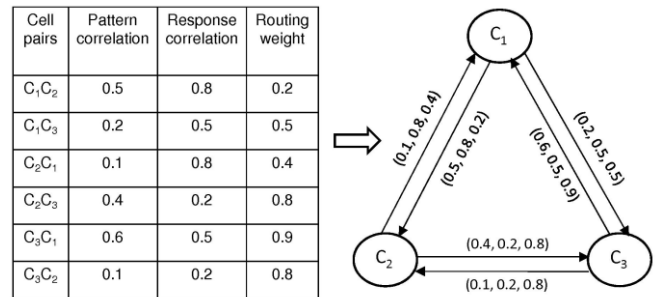 Cell pairs Pattern correlation Response correlation Routing weight
C₁C₂ 0.5 0.8 0.2
C₁C₃ 0.2 0.5 0.5
C₂C₁ 0.1 0.8 0.4
C₂C₃ 0.4 0.2 0.8
C₃C₁ 0.6 0.5 0.9
C₃C₂ 0.1 0.2 0.8
C₁
(0.1, 0.8, 0.4)
(0.5, 0.8, 0.2)
(0.6, 0.5, 0.9)
(0.2, 0.5, 0.5)
C₂
(0.4, 0.2, 0.8)
(0.1, 0.2, 0.8)
C₃